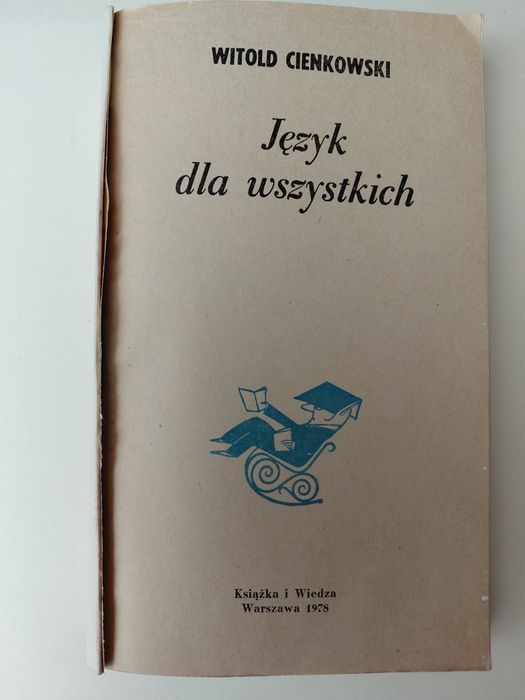 WITOLD CIENKOWSKI
Język
dla wszystkich
Książka i Wiedza
Warszawa 1978